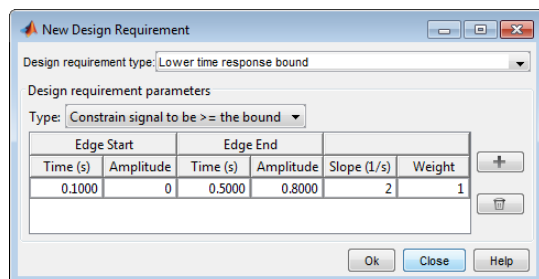 New Design Requirement
Design requirement type: Lower time response bound
Design requirement parameters
Type: Constrain signal to be >= the bound
Edge Start Edge End
Time (s) Amplitude Time (s) Amplitude Slope (1/s) Weight
0.1000 0 0.5000 0.8000 2 1
Ok Close Help